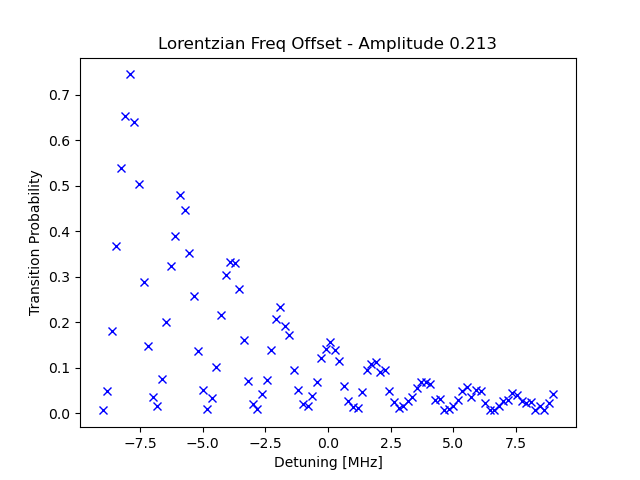 Lorentzian Freq Offset - Amplitude 0.213
Transition Probability
0.7
0.6
0.5
0.4
0.3
0.2
0.1
0.0
−7.5 −5.0 −2.5 0.0 2.5 5.0 7.5
Detuning [MHz]